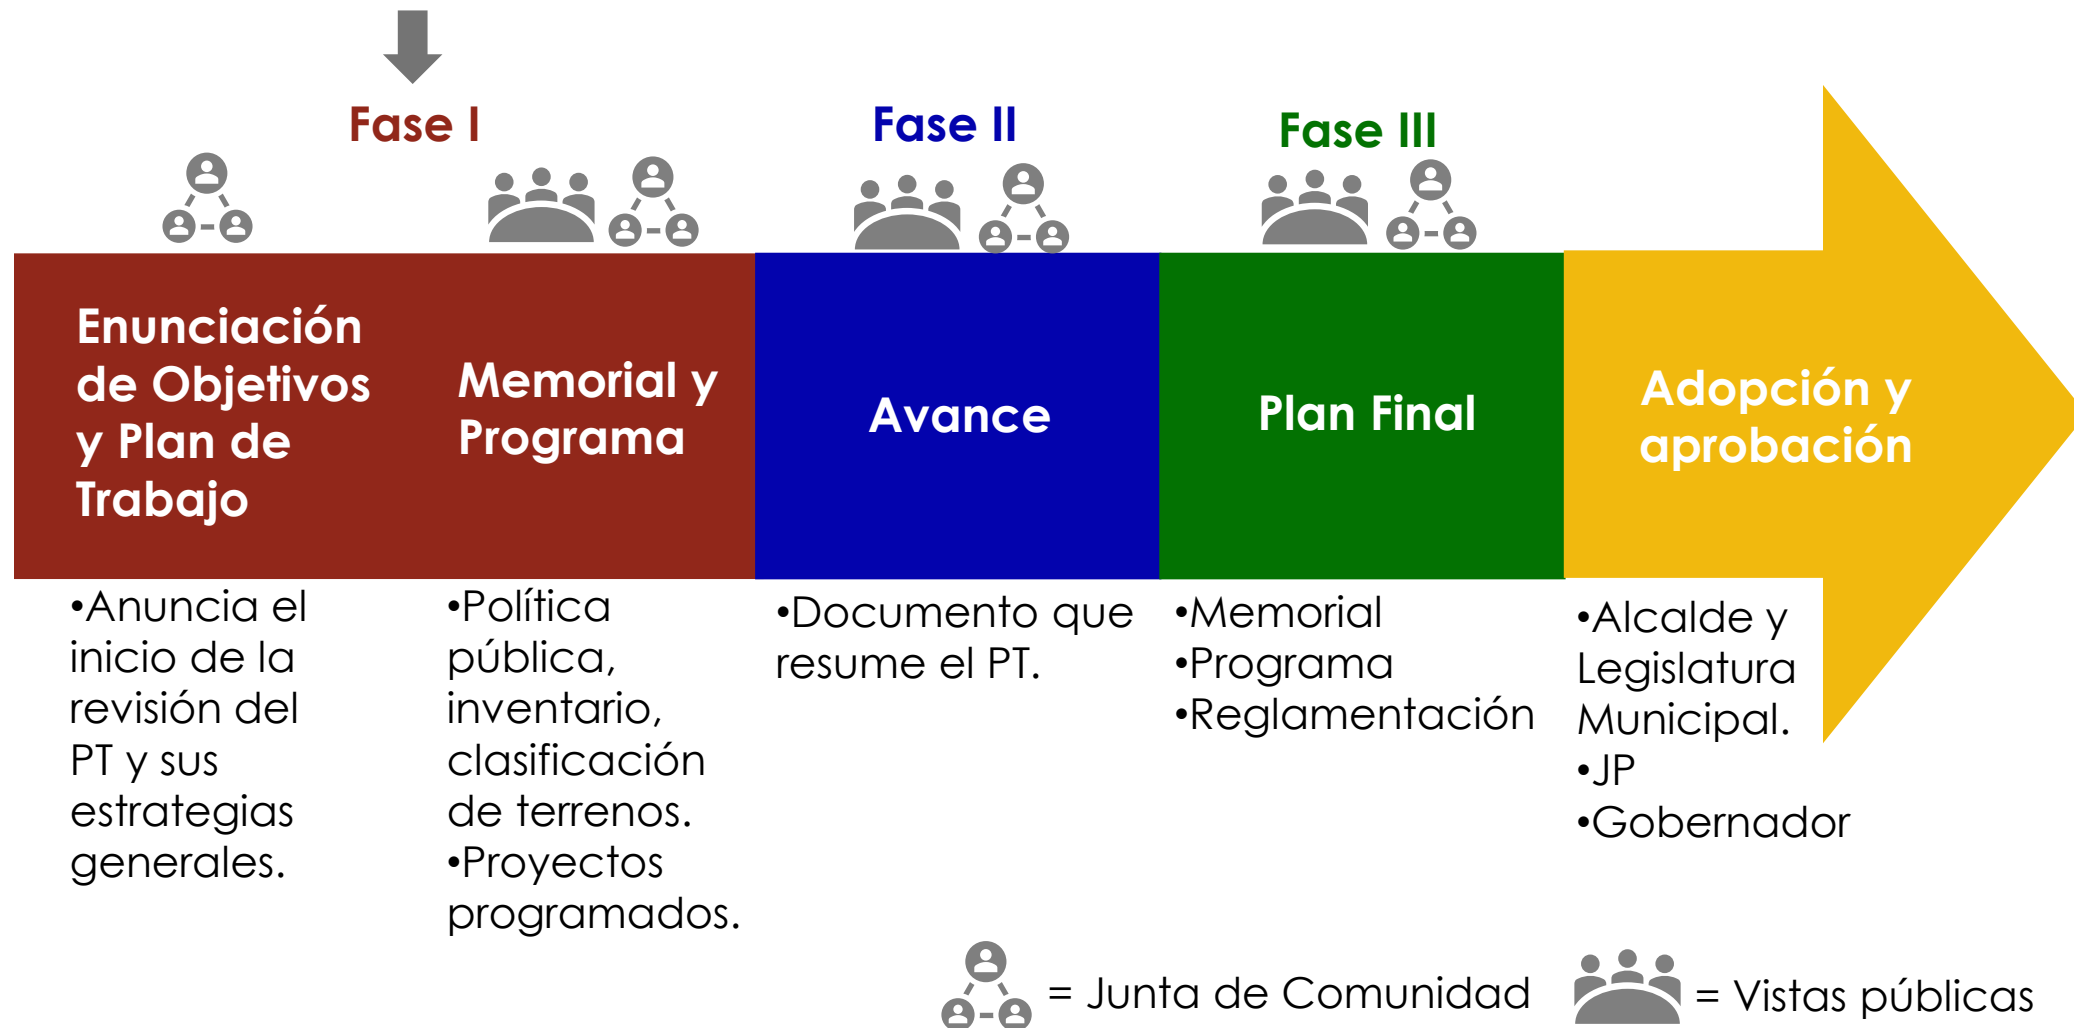 Fase I
Fase II
Fase III
Enunciación
de Objetivos
y Plan de
Trabajo
Memorial y
Programa
Avance
Plan Final
Adopción y
aprobación
•Anuncia el
inicio de la
revisión del
PT y sus
estrategias
generales.
•Política
pública,
inventario,
clasificación
de terrenos.
•Proyectos
programados.
•Documento que
resume el PT.
•Memorial
•Programa
•Reglamentación
•Alcalde y
Legislatura
Municipal.
•JP
•Gobernador
= Junta de Comunidad
= Vistas públicas